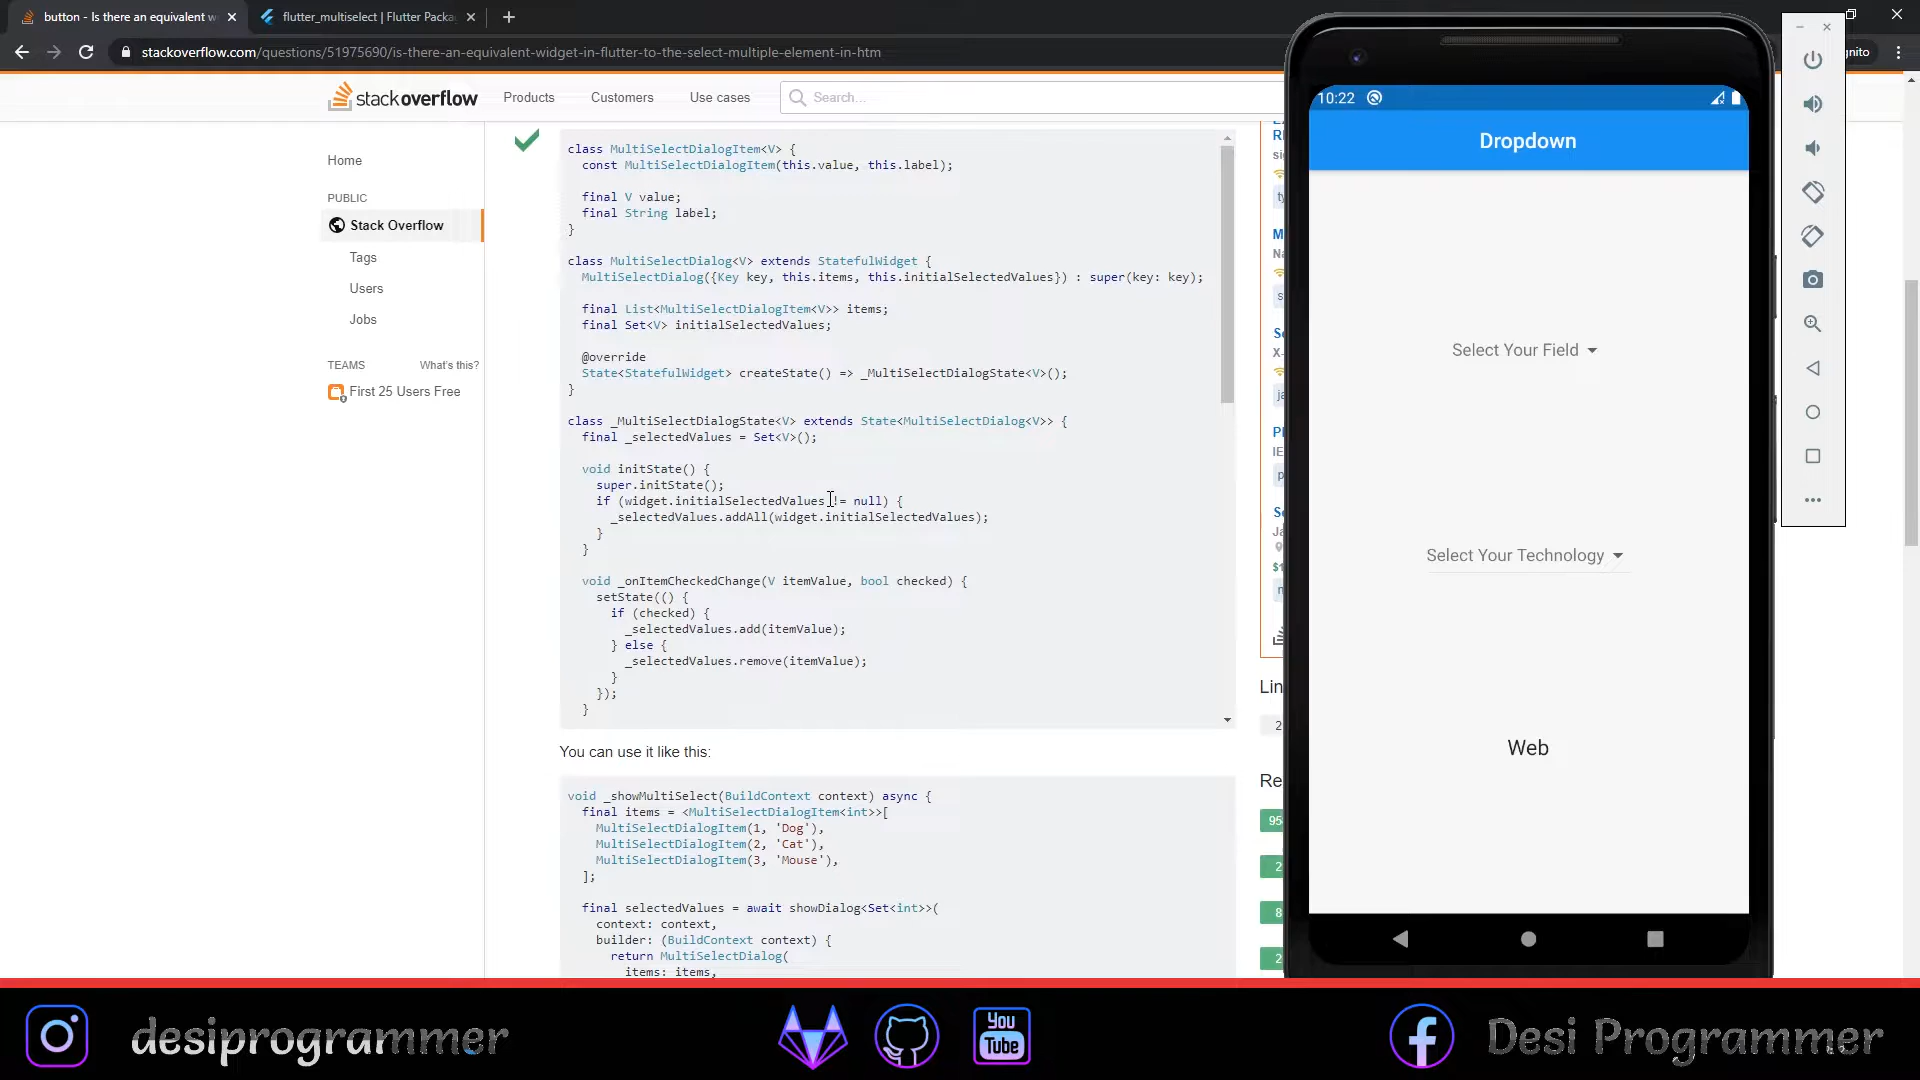 button - Is there an equivalent w
flutter_multiselect | Flutter Packa
stackoverflow.com/questions/51975690/is-there-an-equivalent-widget-in-flutter-to-the-select-multiple-element-in-htm
stackoverflow
Products
Customers
Use cases
Search...
Home
PUBLIC
Stack Overflow
Tags
Users
Jobs
TEAMS
What's this?
First 25 Users Free
class MultiSelectDialogItem<V> {
const MultiSelectDialogItem(this.value, this.label);
final V value;
final String label;
}
class MultiSelectDialog<V> extends StatefulWidget {
MultiSelectDialog({Key key, this.items, this.initialSelectedValues}) : super(key: key);
final List<MultiSelectDialogItem<V>> items;
final Set<V> initialSelectedValues;
@override
State<StatefulWidget> createState() => _MultiSelectDialogState<V>();
}
class _MultiSelectDialogState<V> extends State<MultiSelectDialog<V>> {
final _selectedValues = Set<V>();
void initState() {
super.initState();
if (widget.initialSelectedValues != null) {
_selectedValues.addAll(widget.initialSelectedValues);
}
}
void _onItemCheckedChange(V itemValue, bool checked) {
setState(() {
if (checked) {
_selectedValues.add(itemValue);
} else {
_selectedValues.remove(itemValue);
}
});
}
You can use it like this:
void _showMultiSelect(BuildContext context) async {
final items = <MultiSelectDialogItem<int>>[
MultiSelectDialogItem(1, 'Dog'),
MultiSelectDialogItem(2, 'Cat'),
MultiSelectDialogItem(3, 'Mouse'),
];
final selectedValues = await showDialog<Set<int>>(
context: context,
builder: (BuildContext context) {
return MultiSelectDialog(
items: items,
Lin
2
Re
95
2
8
2
10:22
Dropdown
Select Your Field
Select Your Technology
Web
desiprogrammer
You
Tube
Desi Programmer